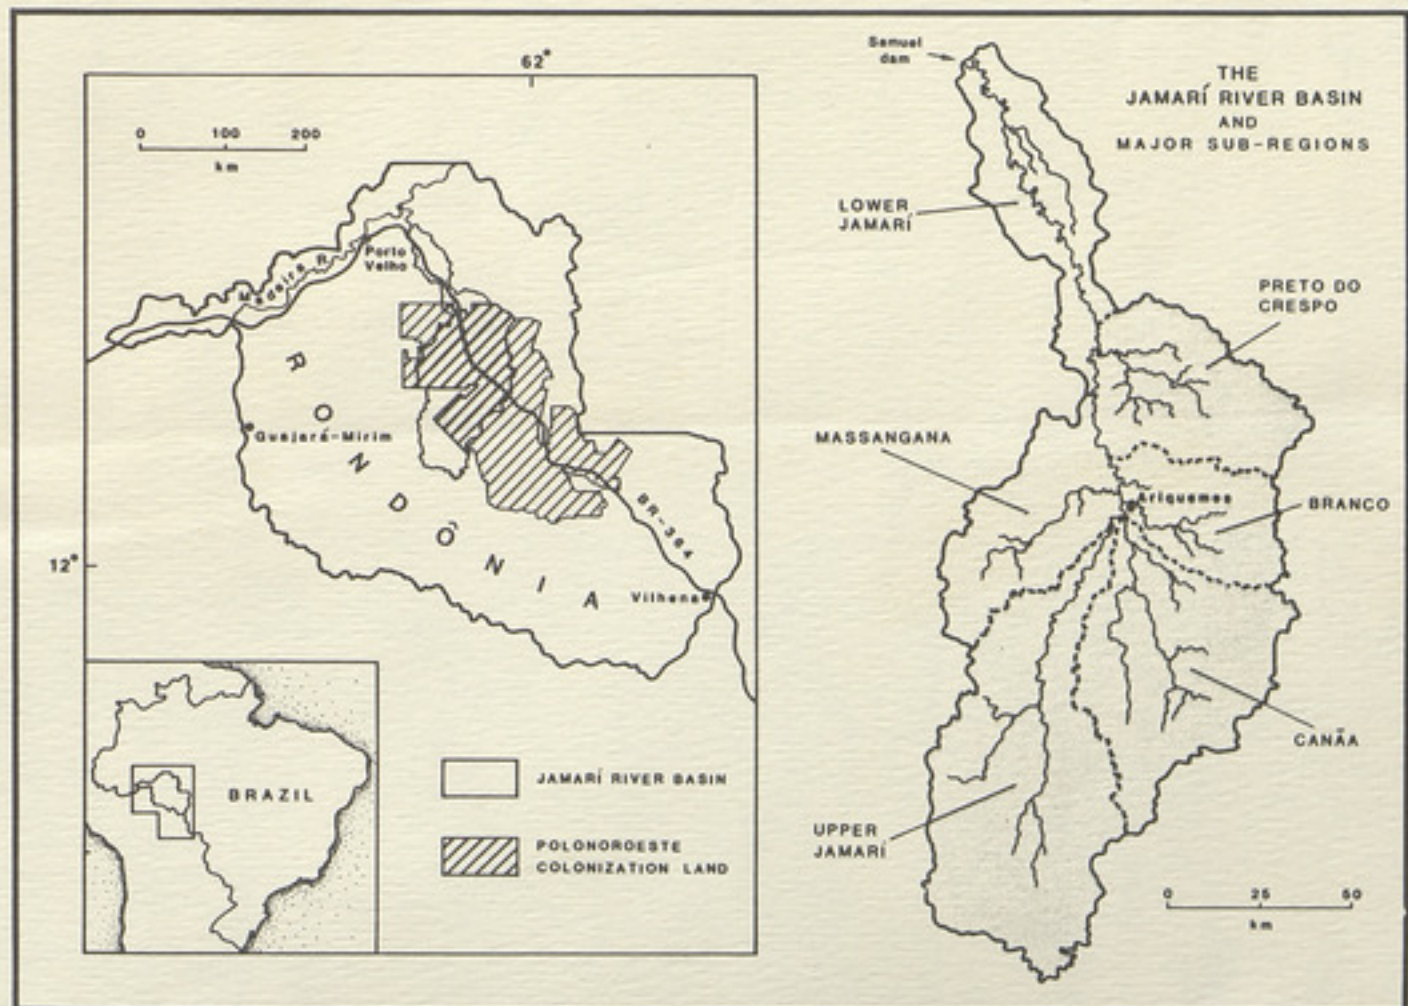 62°
0 100 200
km
Madeira R.
Porto
Velho
RONDÔNIA
Guajará-Mirim
BR-364
12°
Vilhena
BRAZIL
JAMARÍ RIVER BASIN
POLONOROESTE
COLONIZATION LAND
Samuel
dam
THE
JAMARÍ RIVER BASIN
AND
MAJOR SUB-REGIONS
LOWER
JAMARÍ
PRETO DO
CRESPO
MASSANGANA
Ariquemes
BRANCO
CANÃA
UPPER
JAMARÍ
0 25 50
km